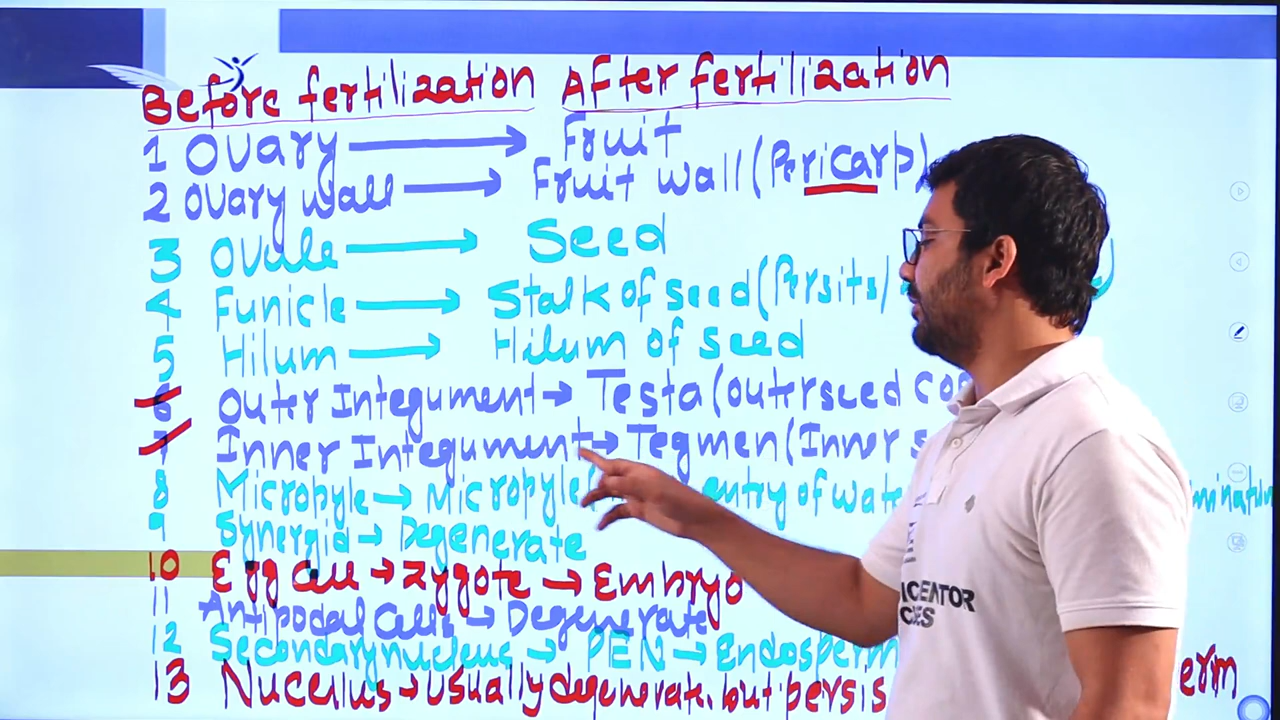 Before fertilization After fertilization
1 Ovary → Fruit
2 Ovary wall → Fruit wall (Pericarp)
3 Ovule → Seed
4 Funicle → Stalk of seed (Persits/
5 Hilum → Hilum of seed
6 Outer Integument → Testa (outer seed
7 Inner Integument → Tegmen (Inner
8 Micropyle → Micropyle entry of
9 Synergid → Degenerate
10 Egg cell → Zygote → Embryo
11 Antipodal Cells → Degenerate
12 Secondary nucleus → PEN → Endosperm
13 Nucellus → usually degenerate, but